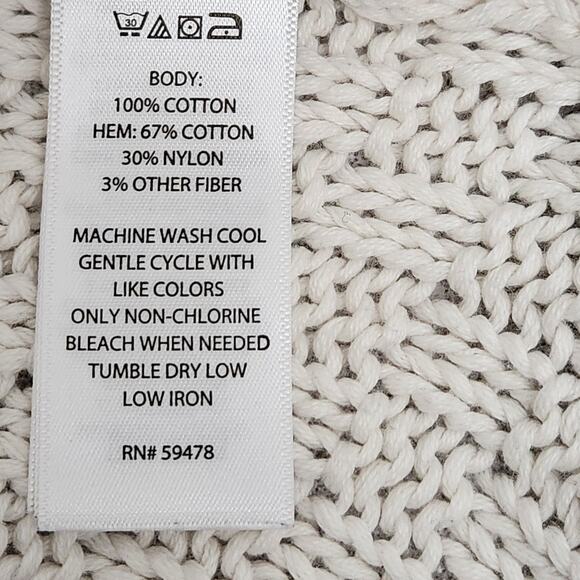 30
BODY:
100% COTTON
HEM: 67% COTTON
30% NYLON
3% OTHER FIBER
MACHINE WASH COOL
GENTLE CYCLE WITH
LIKE COLORS
ONLY NON-CHLORINE
BLEACH WHEN NEEDED
TUMBLE DRY LOW
LOW IRON
RN# 59478